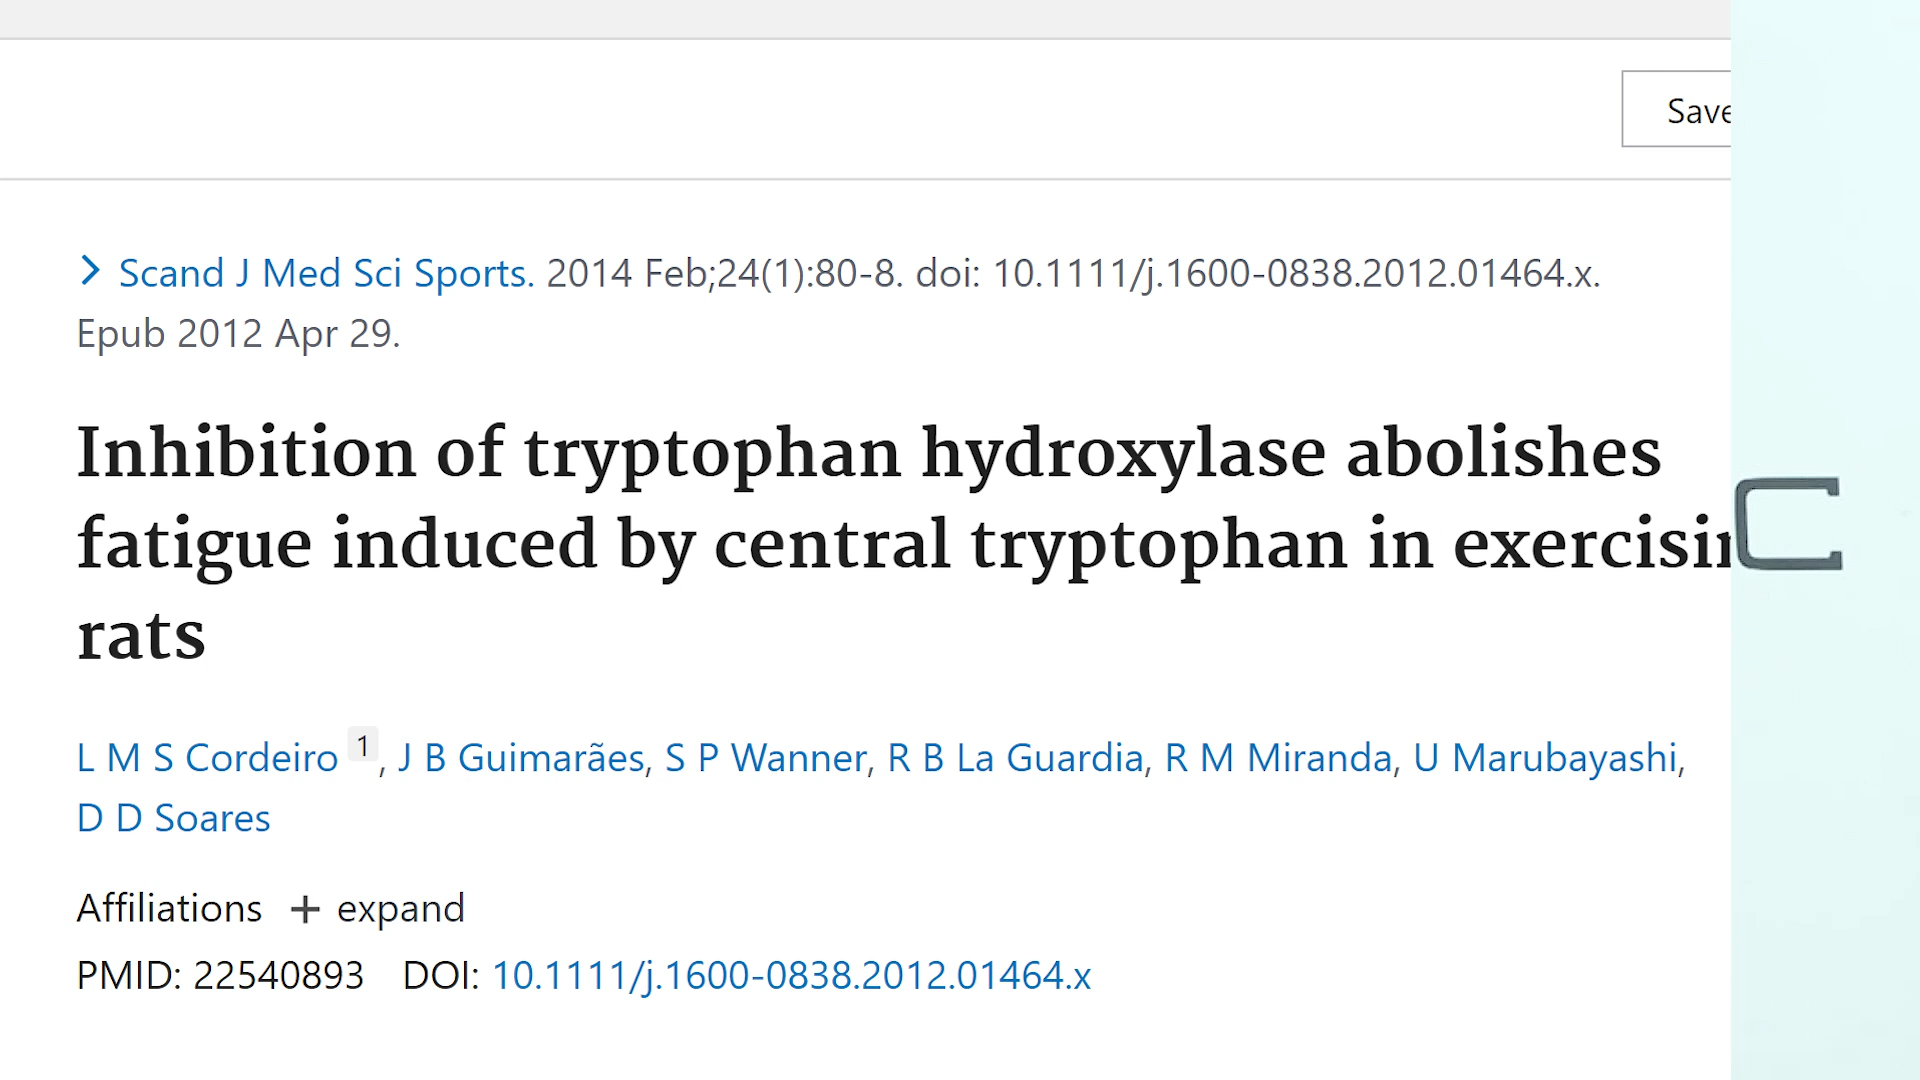 Save
Scand J Med Sci Sports. 2014 Feb;24(1):80-8. doi: 10.1111/j.1600-0838.2012.01464.x.
Epub 2012 Apr 29.
Inhibition of tryptophan hydroxylase abolishes
fatigue induced by central tryptophan in
rats
L M S Cordeiro 1, J B Guimarães, S P Wanner, R B La Guardia, R M Miranda, U Marubayashi,
D D Soares
Affiliations + expand
PMID: 22540893 DOI: 10.1111/j.1600-0838.2012.01464.x